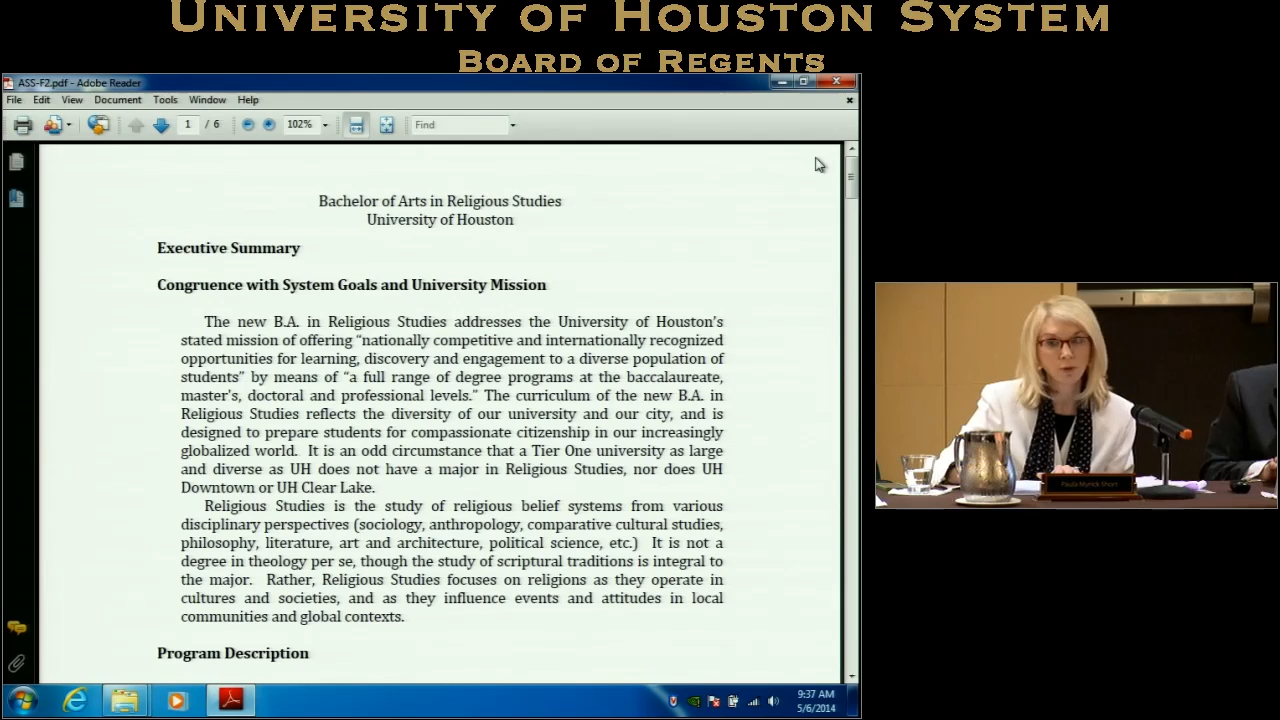 UNIVERSITY OF HOUSTON SYSTEM
BOARD OF REGENTS
ASS-F2.pdf - Adobe Reader
File Edit View Document Tools Window Help
1 / 6 102% Find
Bachelor of Arts in Religious Studies
University of Houston
Executive Summary
Congruence with System Goals and University Mission
The new B.A. in Religious Studies addresses the University of Houston's
stated mission of offering “nationally competitive and internationally recognized
opportunities for learning, discovery and engagement to a diverse population of
students” by means of “a full range of degree programs at the baccalaureate,
master's, doctoral and professional levels.” The curriculum of the new B.A. in
Religious Studies reflects the diversity of our university and our city, and is
designed to prepare students for compassionate citizenship in our increasingly
globalized world. It is an odd circumstance that a Tier One university as large
and diverse as UH does not have a major in Religious Studies, nor does UH
Downtown or UH Clear Lake.
Religious Studies is the study of religious belief systems from various
disciplinary perspectives (sociology, anthropology, comparative cultural studies,
philosophy, literature, art and architecture, political science, etc.) It is not a
degree in theology per se, though the study of scriptural traditions is integral to
the major. Rather, Religious Studies focuses on religions as they operate in
cultures and societies, and as they influence events and attitudes in local
communities and global contexts.
Program Description
9:37 AM
5/6/2014
Paula Myrick Short